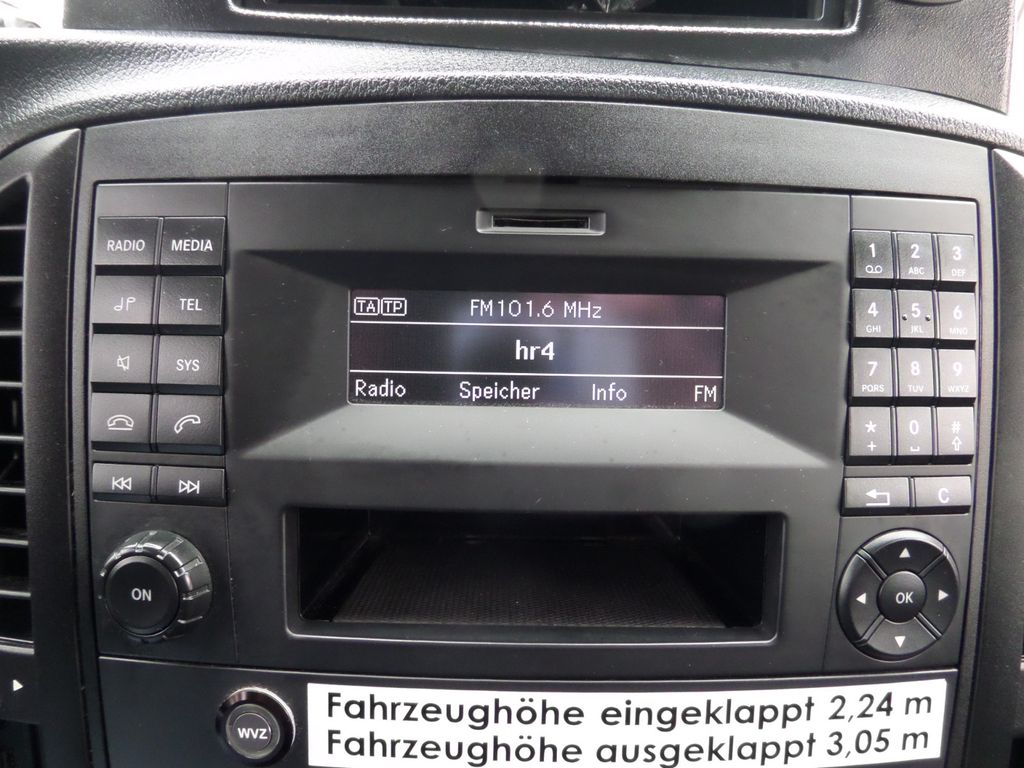 RADIO MEDIA
TEL
SYS
TA TP FM101.6 MHz
hr4
Radio Speicher Info FM
1 2 ABC 3 DEF
4 GHI 5 JKL 6 MNO
7 PQRS 8 TUV 9 WXYZ
* + 0 #
C
ON
OK
WVZ
Fahrzeughöhe eingeklappt 2,24 m
Fahrzeughöhe ausgeklappt 3,05 m